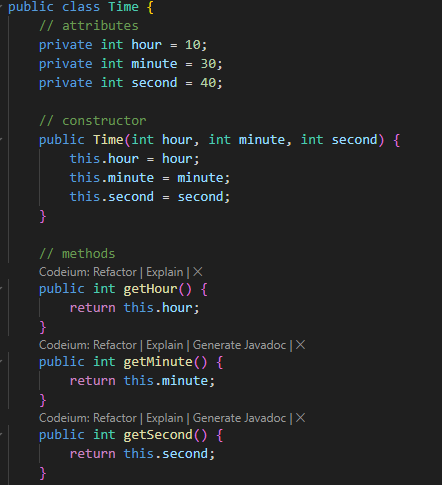 public class Time {
    // attributes
    private int hour = 10;
    private int minute = 30;
    private int second = 40;

    // constructor
    public Time(int hour, int minute, int second) {
        this.hour = hour;
        this.minute = minute;
        this.second = second;
    }

    // methods
    Codeium: Refactor | Explain | ✕
    public int getHour() {
        return this.hour;
    }
    Codeium: Refactor | Explain | Generate Javadoc | ✕
    public int getMinute() {
        return this.minute;
    }
    Codeium: Refactor | Explain | Generate Javadoc | ✕
    public int getSecond() {
        return this.second;
    }